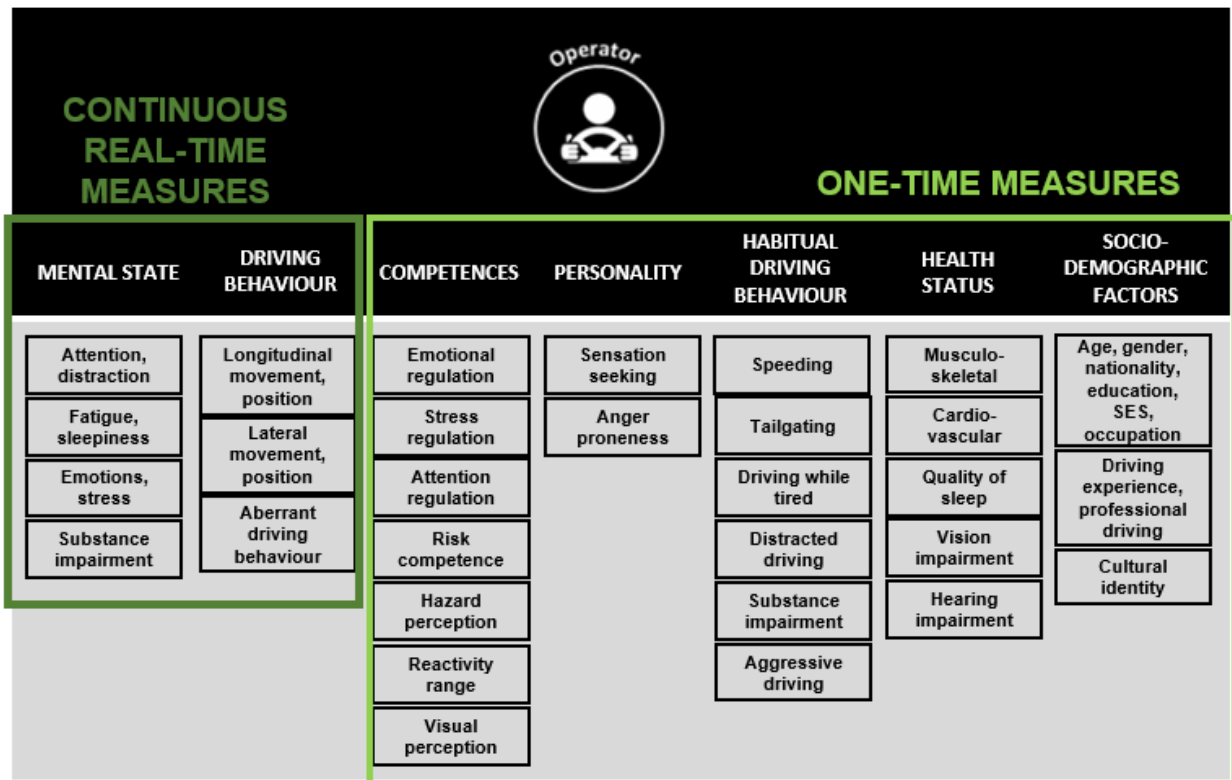 Operator
CONTINUOUS
REAL-TIME
MEASURES
ONE-TIME MEASURES
MENTAL STATE
DRIVING
BEHAVIOUR
COMPETENCES
PERSONALITY
HABITUAL
DRIVING
BEHAVIOUR
HEALTH
STATUS
SOCIO-
DEMOGRAPHIC
FACTORS
Attention,
distraction
Fatigue,
sleepiness
Emotions,
stress
Substance
impairment
Longitudinal
movement,
position
Lateral
movement,
position
Aberrant
driving
behaviour
Emotional
regulation
Stress
regulation
Attention
regulation
Risk
competence
Hazard
perception
Reactivity
range
Visual
perception
Sensation
seeking
Anger
proneness
Speeding
Tailgating
Driving while
tired
Distracted
driving
Substance
impairment
Aggressive
driving
Musculo-
skeletal
Cardio-
vascular
Quality of
sleep
Vision
impairment
Hearing
impairment
Age, gender,
nationality,
education,
SES,
occupation
Driving
experience,
professional
driving
Cultural
identity